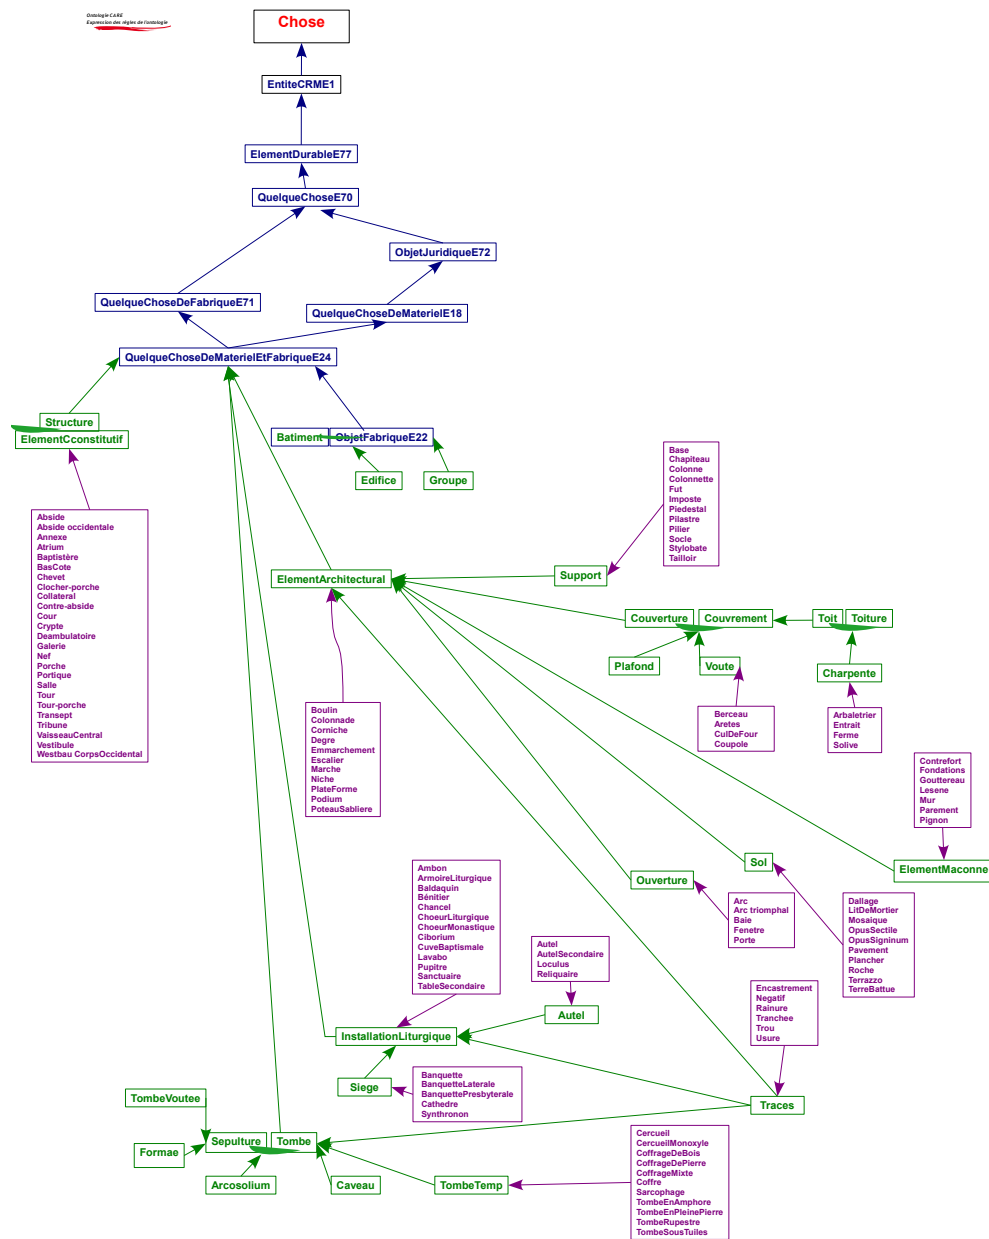 Ontologie CARE
Expression des règles de l'ontologie
Chose
EntiteCRME1
ElementDurableE77
QuelqueChoseE70
ObjetJuridiqueE72
QuelqueChoseDeFabriqueE71
QuelqueChoseDeMaterielE18
QuelqueChoseDeMaterielEtFabriqueE24
Structure
ElementCconstitutif
Batiment
ObjetFabriqueE22
Edifice
Groupe
Base
Chapiteau
Colonne
Colonnette
Fut
Imposte
Piedestal
Pilastre
Pilier
Socle
Stylobate
Tailloir
Abside
Abside occidentale
Annexe
Atrium
Baptistère
BasCote
Chevet
Clocher-porche
Collateral
Contre-abside
Cour
Crypte
Deambulatoire
Galerie
Nef
Porche
Portique
Salle
Tour
Tour-porche
Transept
Tribune
VaisseauCentral
Vestibule
Westbau CorpsOccidental
ElementArchitectural
Support
Couverture
Couvrement
Toit
Toiture
Plafond
Voute
Charpente
Boulin
Colonnade
Corniche
Degre
Emmarchement
Escalier
Marche
Niche
PlateForme
Podium
PoteauSabliere
Berceau
Aretes
CulDeFour
Coupole
Arbaletrier
Entrait
Ferme
Solive
Contrefort
Fondations
Gouttereau
Lesene
Mur
Parement
Pignon
Sol
ElementMaconne
Ouverture
Ambon
ArmoireLiturgique
Baldaquin
Bénitier
Chancel
ChoeurLiturgique
ChoeurMonastique
Ciborium
CuveBaptismale
Lavabo
Pupitre
Sanctuaire
TableSecondaire
Arc
Arc triomphal
Baie
Fenetre
Porte
Dallage
LitDeMortier
Mosaique
OpusSectile
OpusSigninum
Pavement
Plancher
Roche
Terrazzo
TerreBattue
Autel
AutelSecondaire
Loculus
Reliquaire
Encastrement
Negatif
Rainure
Tranchee
Trou
Usure
Autel
InstallationLiturgique
Siege
Banquette
BanquetteLaterale
BanquettePresbyterale
Cathedre
Synthronon
TombeVoutee
Traces
Sepulture
Tombe
Formae
Arcosolium
Caveau
TombeTemp
Cercueil
CercueilMonoxyle
CoffrageDeBois
CoffrageDePierre
CoffrageMixte
Coffre
Sarcophage
TombeEnAmphore
TombeEnPleinePierre
TombeRupestre
TombeSousTuiles